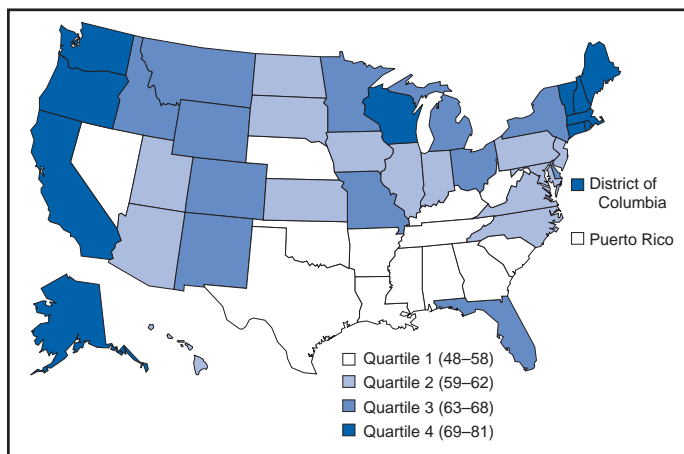 District of
Columbia
Puerto Rico
Quartile 1 (48–58)
Quartile 2 (59–62)
Quartile 3 (63–68)
Quartile 4 (69–81)